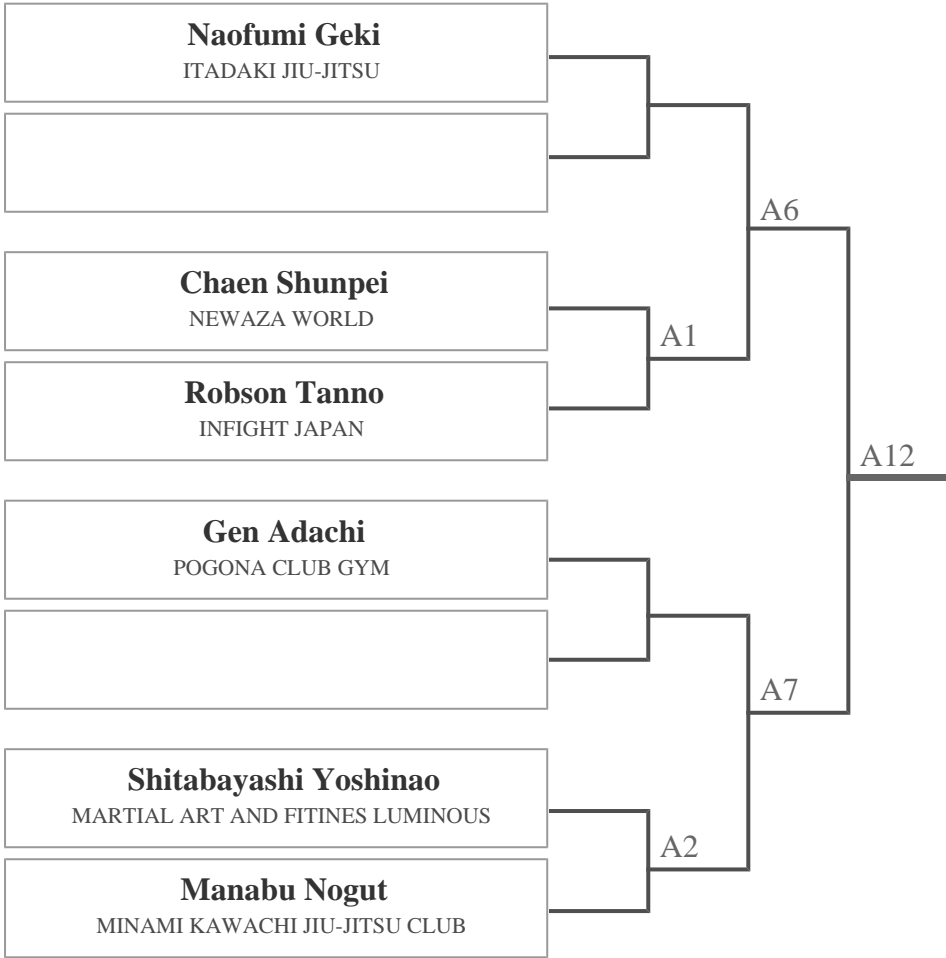 Naofumi Geki
ITADAKI JIU-JITSU
A6
Chaen Shunpei
NEWAZA WORLD
A1
Robson Tanno
INFIGHT JAPAN
A12
Gen Adachi
POGONA CLUB GYM
A7
Shitabayashi Yoshinao
MARTIAL ART AND FITINES LUMINOUS
A2
Manabu Nogut
MINAMI KAWACHI JIU-JITSU CLUB